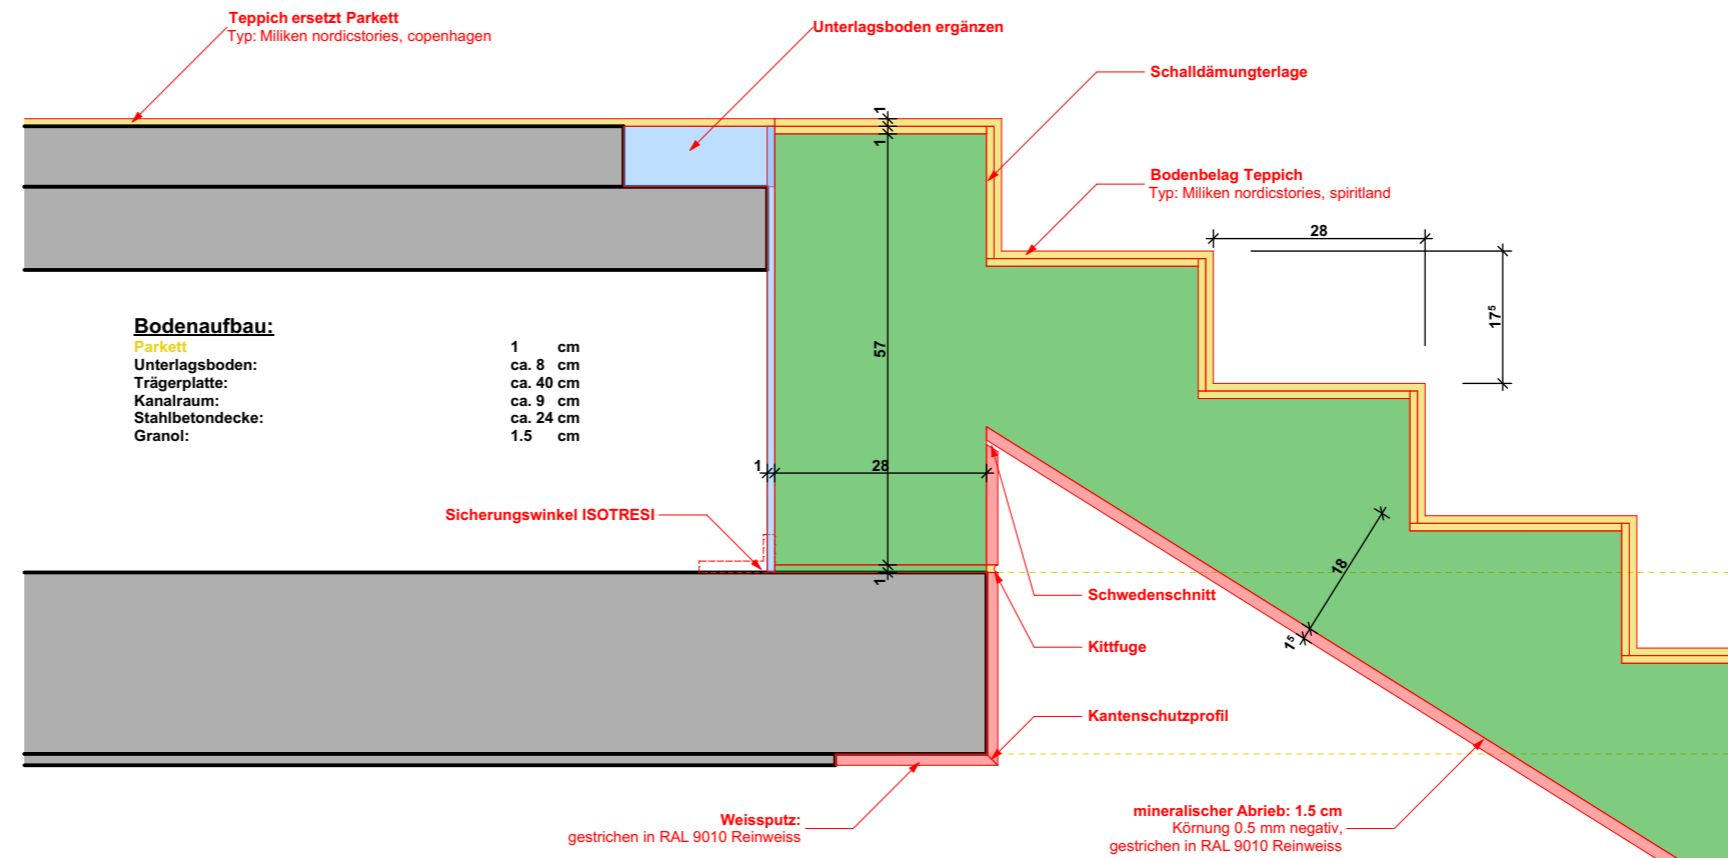 Teppich ersetzt Parkett
Typ: Miliken nordicstories, copenhagen
Unterlagsboden ergänzen
Schalldämungterlage
1
1
Bodenbelag Teppich
Typ: Miliken nordicstories, spiritland
28
17⁵
Bodenaufbau:
Parkett 1 cm
Unterlagsboden: ca. 8 cm
Trägerplatte: ca. 40 cm
Kanalraum: ca. 9 cm
Stahlbetondecke: ca. 24 cm
Granol: 1.5 cm
57
1
28
Sicherungswinkel ISOTRESI
1
18
1⁵
Schwedenschnitt
Kittfuge
Kantenschutzprofil
Weissputz:
gestrichen in RAL 9010 Reinweiss
mineralischer Abrieb: 1.5 cm
Körnung 0.5 mm negativ,
gestrichen in RAL 9010 Reinweiss